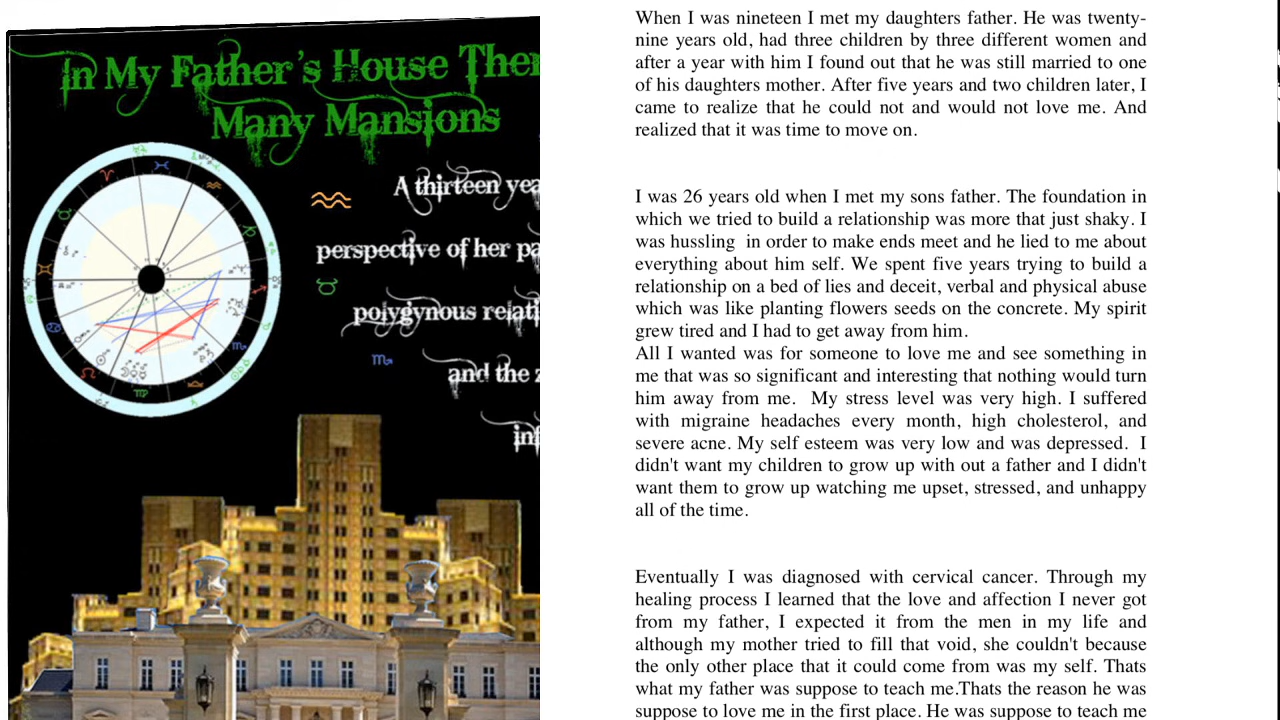 In My Father's House Ther
Many Mansions
A thirteen yea
perspective of her pa
polygynous relati
and the z
inf
When I was nineteen I met my daughters father. He was twenty-
nine years old, had three children by three different women and
after a year with him I found out that he was still married to one
of his daughters mother. After five years and two children later, I
came to realize that he could not and would not love me. And
realized that it was time to move on.
I was 26 years old when I met my sons father. The foundation in
which we tried to build a relationship was more that just shaky. I
was hussling in order to make ends meet and he lied to me about
everything about him self. We spent five years trying to build a
relationship on a bed of lies and deceit, verbal and physical abuse
which was like planting flowers seeds on the concrete. My spirit
grew tired and I had to get away from him.
All I wanted was for someone to love me and see something in
me that was so significant and interesting that nothing would turn
him away from me. My stress level was very high. I suffered
with migraine headaches every month, high cholesterol, and
severe acne. My self esteem was very low and was depressed. I
didn't want my children to grow up with out a father and I didn't
want them to grow up watching me upset, stressed, and unhappy
all of the time.
Eventually I was diagnosed with cervical cancer. Through my
healing process I learned that the love and affection I never got
from my father, I expected it from the men in my life and
although my mother tried to fill that void, she couldn't because
the only other place that it could come from was my self. Thats
what my father was suppose to teach me.Thats the reason he was
suppose to love me in the first place. He was suppose to teach me